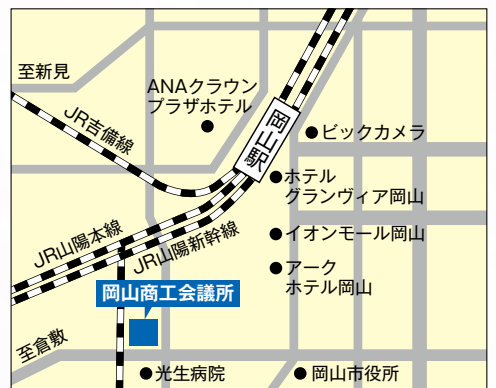 至新見
ANAクラウン
プラザホテル
JR吉備線
岡山駅
ビックカメラ
ホテル
グランヴィア岡山
JR山陽本線
JR山陽新幹線
イオンモール岡山
アーク
ホテル岡山
岡山商工会議所
至倉敷
光生病院
岡山市役所